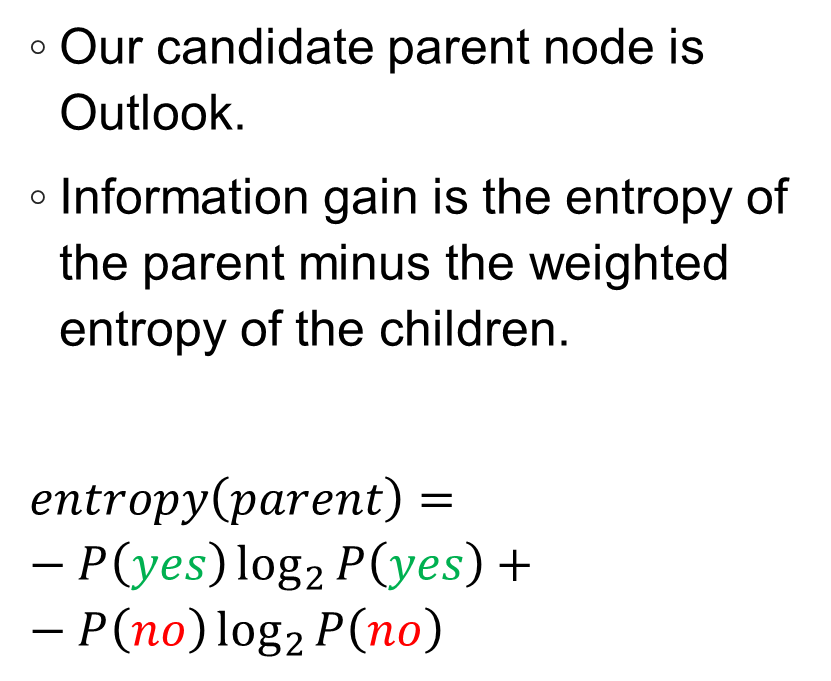 ◦ Our candidate parent node is
Outlook.
◦ Information gain is the entropy of
the parent minus the weighted
entropy of the children.
entropy(parent) =
− P(yes) log₂ P(yes) +
− P(no) log₂ P(no)